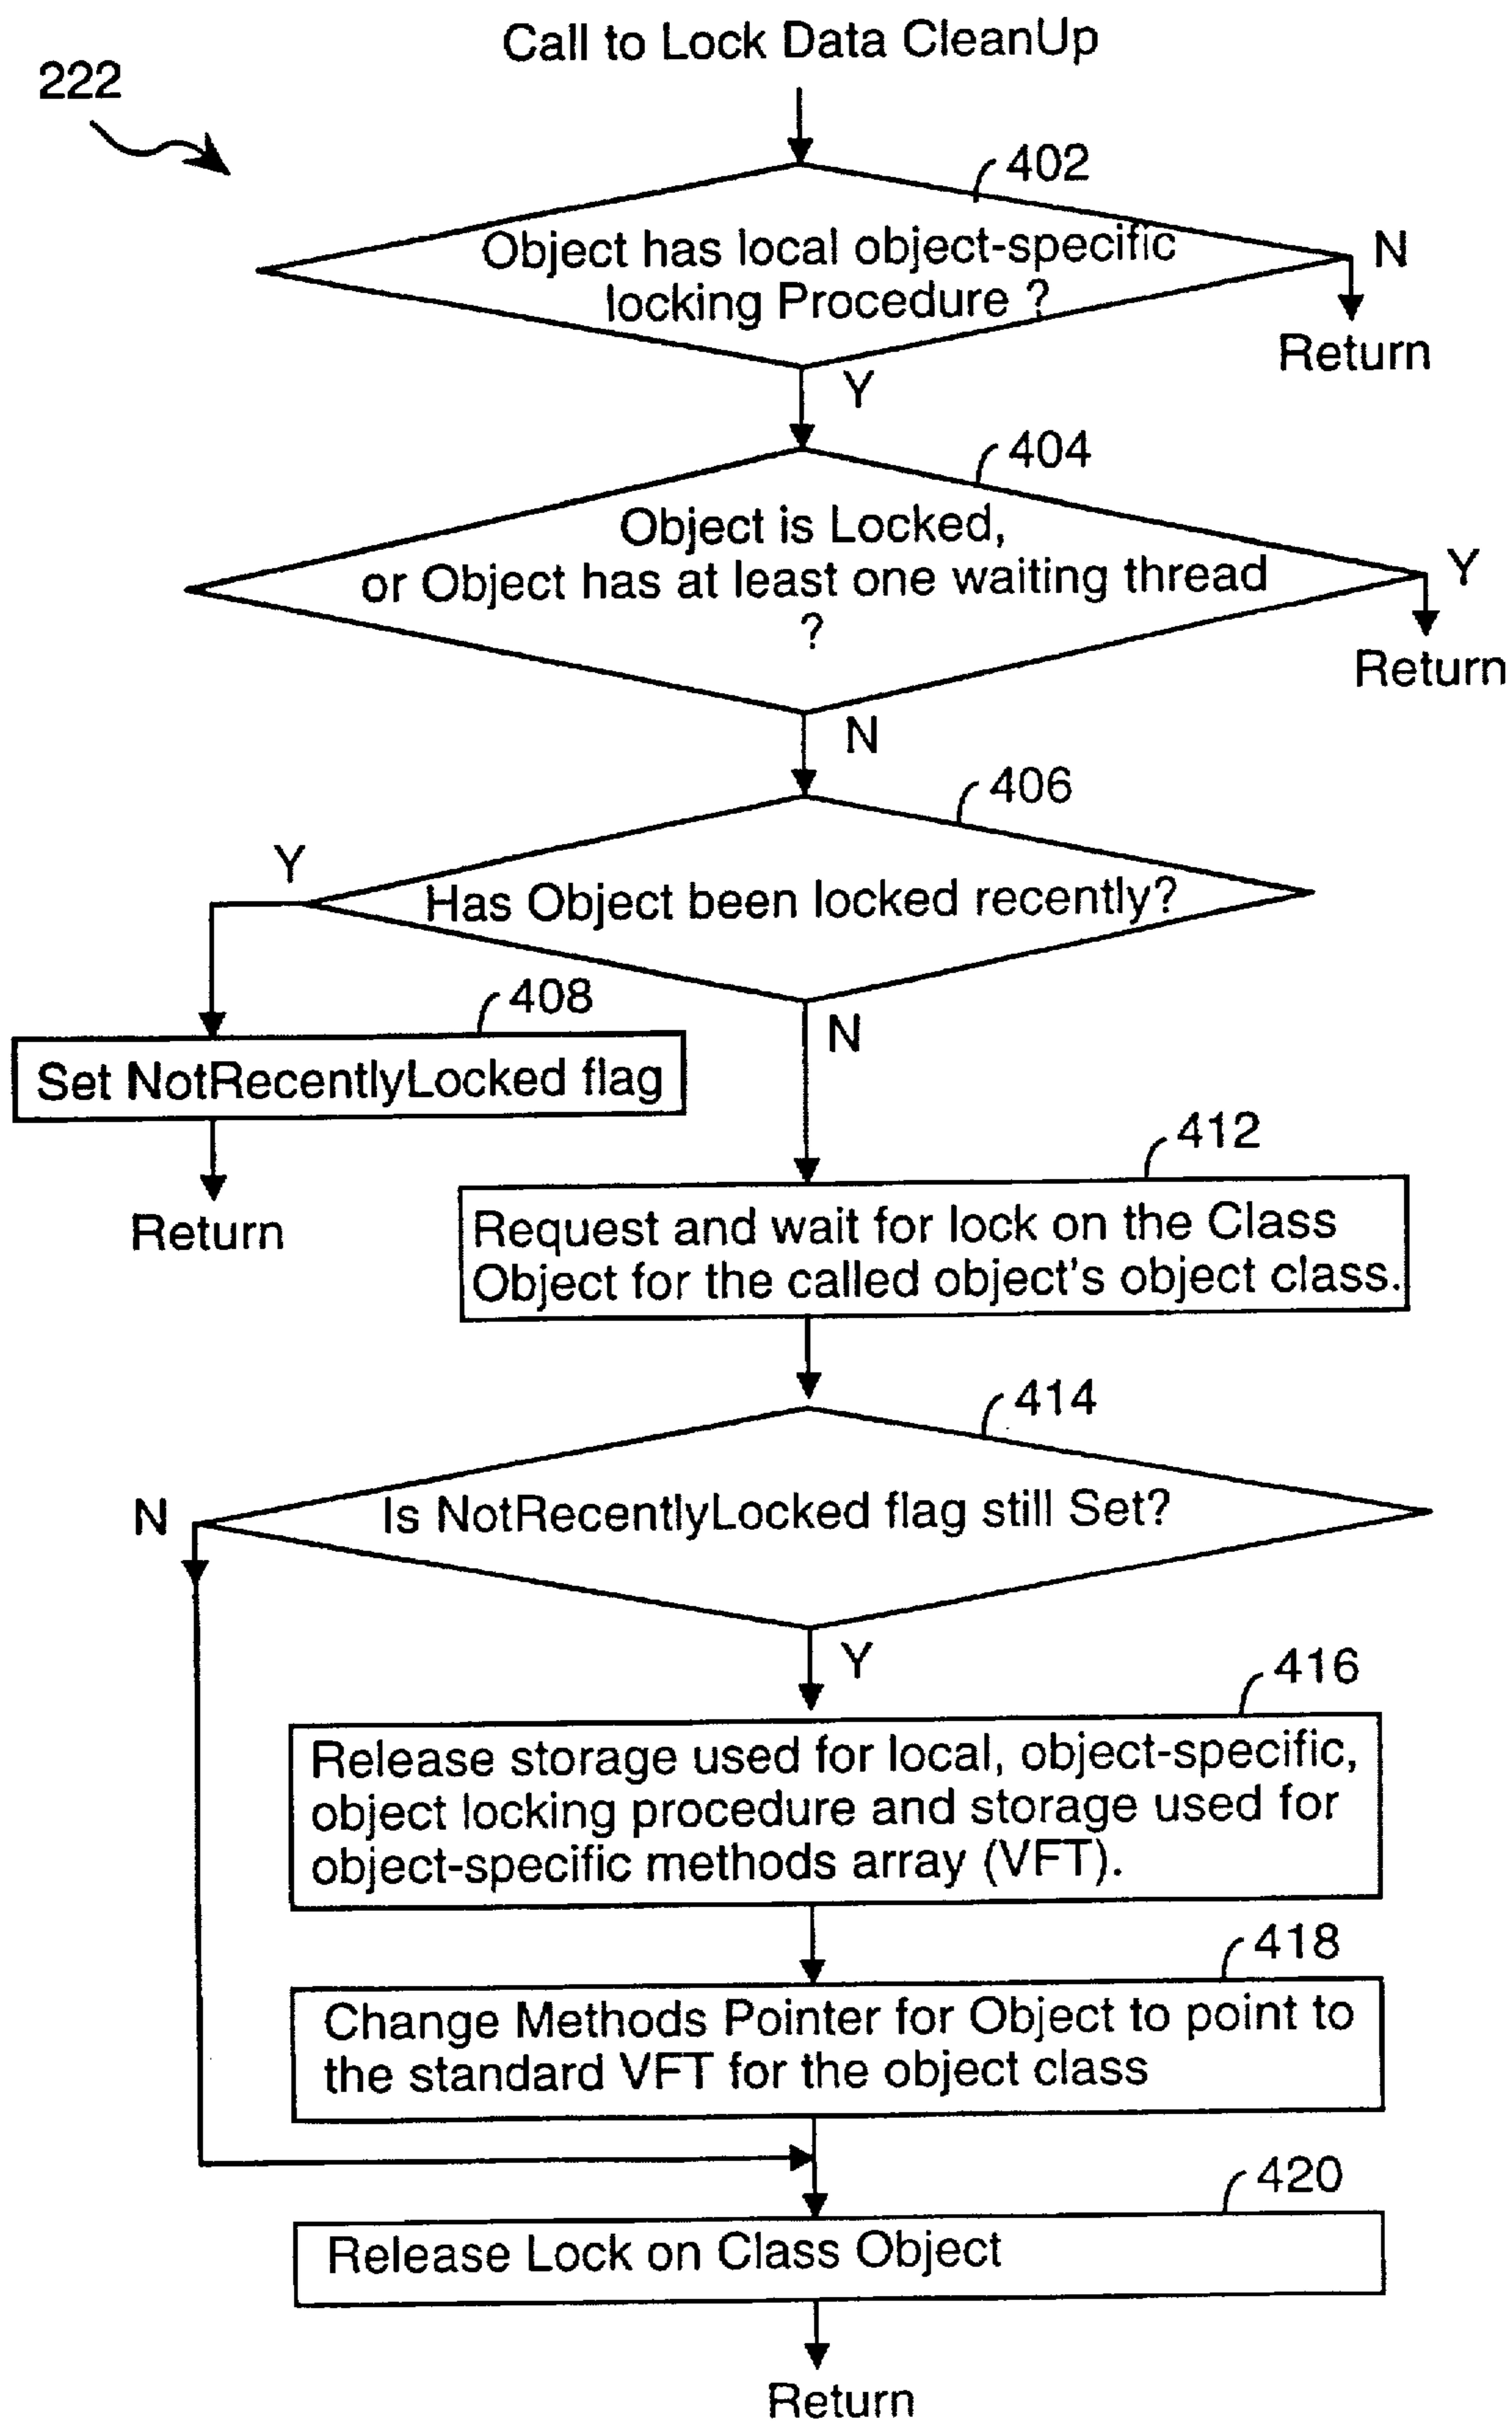 Call to Lock Data CleanUp
222
402
Object has local object-specific
locking Procedure ?
N
Return
Y
404
Object is Locked,
or Object has at least one waiting thread
?
Y
Return
N
406
Y
Has Object been locked recently?
408
N
Set NotRecentlyLocked flag
412
Return
Request and wait for lock on the Class
Object for the called object's object class.
414
N
Is NotRecentlyLocked flag still Set?
Y
416
Release storage used for local, object-specific,
object locking procedure and storage used for
object-specific methods array (VFT).
418
Change Methods Pointer for Object to point to
the standard VFT for the object class
420
Release Lock on Class Object
Return